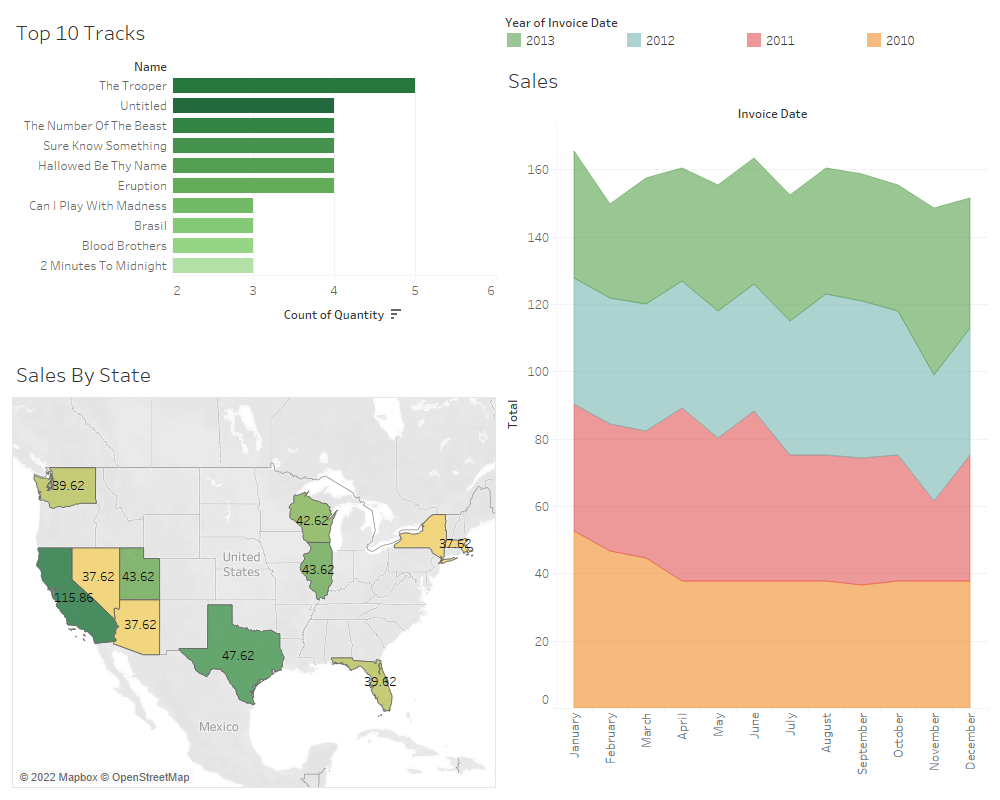 Top 10 Tracks
Name
The Trooper
Untitled
The Number Of The Beast
Sure Know Something
Hallowed Be Thy Name
Eruption
Can I Play With Madness
Brasil
Blood Brothers
2 Minutes To Midnight
2 3 4 5 6
Count of Quantity
Year of Invoice Date
2013 2012 2011 2010
Sales
Invoice Date
160
140
120
100
80
60
40
20
0
Total
January February March April May June July August September October November December
Sales By State
39.62
42.62
37.62
United
States
37.62 43.62
43.62
115.86
37.62
47.62
39.62
Mexico
© 2022 Mapbox © OpenStreetMap